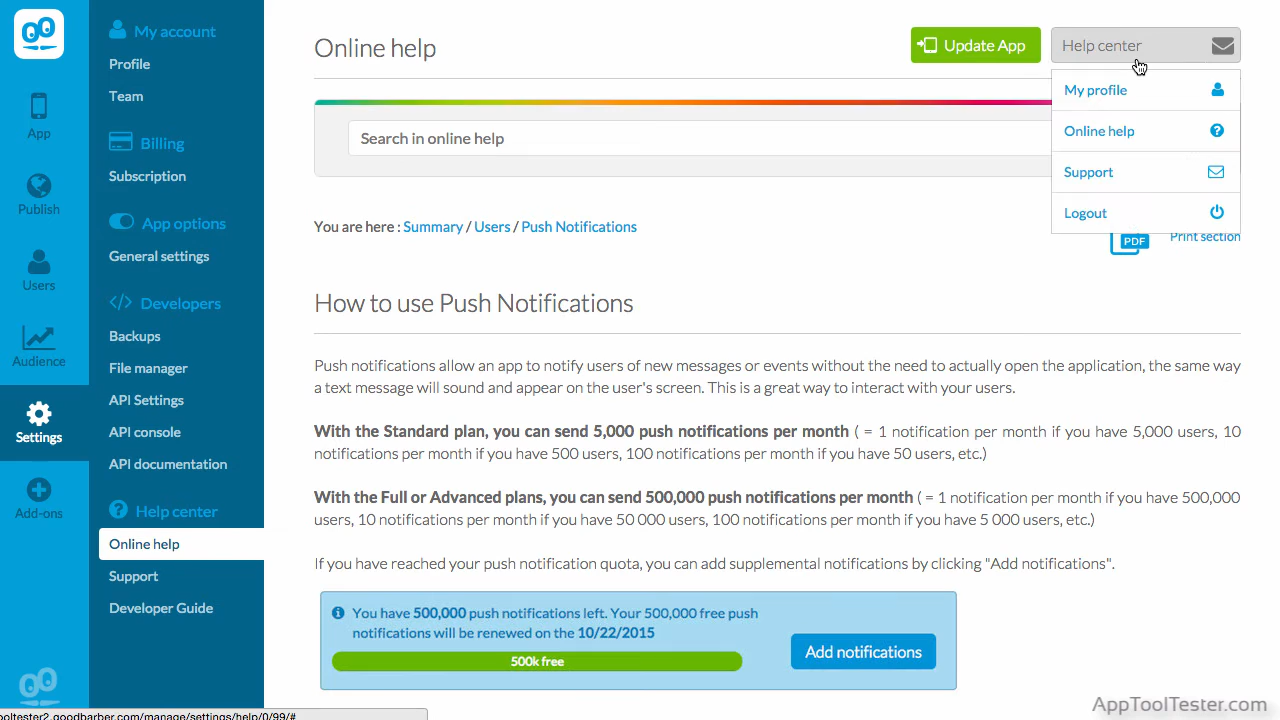 App
Publish
Users
Audience
Settings
Add-ons
My account
Profile
Team
Billing
Subscription
App options
General settings
Developers
Backups
File manager
API Settings
API console
API documentation
Help center
Online help
Support
Developer Guide
Online help
Update App
Help center
My profile
Online help
Support
Logout
Search in online help
You are here : Summary / Users / Push Notifications
PDF
Print section
How to use Push Notifications
Push notifications allow an app to notify users of new messages or events without the need to actually open the application, the same way
a text message will sound and appear on the user's screen. This is a great way to interact with your users.
With the Standard plan, you can send 5,000 push notifications per month ( = 1 notification per month if you have 5,000 users, 10
notifications per month if you have 500 users, 100 notifications per month if you have 50 users, etc.)
With the Full or Advanced plans, you can send 500,000 push notifications per month ( = 1 notification per month if you have 500,000
users, 10 notifications per month if you have 50 000 users, 100 notifications per month if you have 5 000 users, etc.)
If you have reached your push notification quota, you can add supplemental notifications by clicking "Add notifications".
You have 500,000 push notifications left. Your 500,000 free push
notifications will be renewed on the 10/22/2015
500k free
Add notifications
ooltester2.goodbarber.com/manage/settings/help/0/99/#
AppToolTester.com